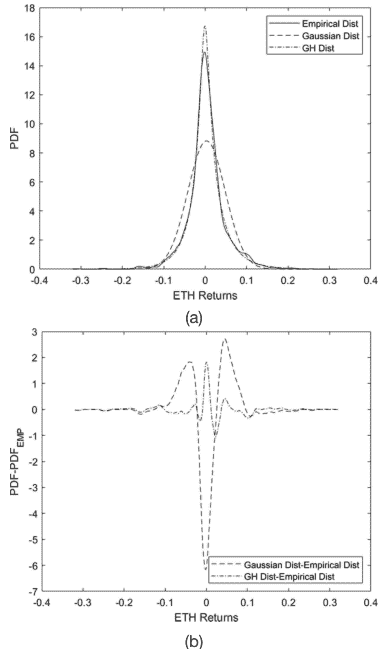 18
16
14
12
10
8
6
4
2
0
PDF
Empirical Dist
Gaussian Dist
GH Dist
-0.4 -0.3 -0.2 -0.1 0 0.1 0.2 0.3 0.4
ETH Returns
(a)
3
2
1
0
-1
-2
-3
-4
-5
-6
-7
PDF-PDF_EMP
Gaussian Dist-Empirical Dist
GH Dist-Empirical Dist
-0.4 -0.3 -0.2 -0.1 0 0.1 0.2 0.3 0.4
ETH Returns
(b)